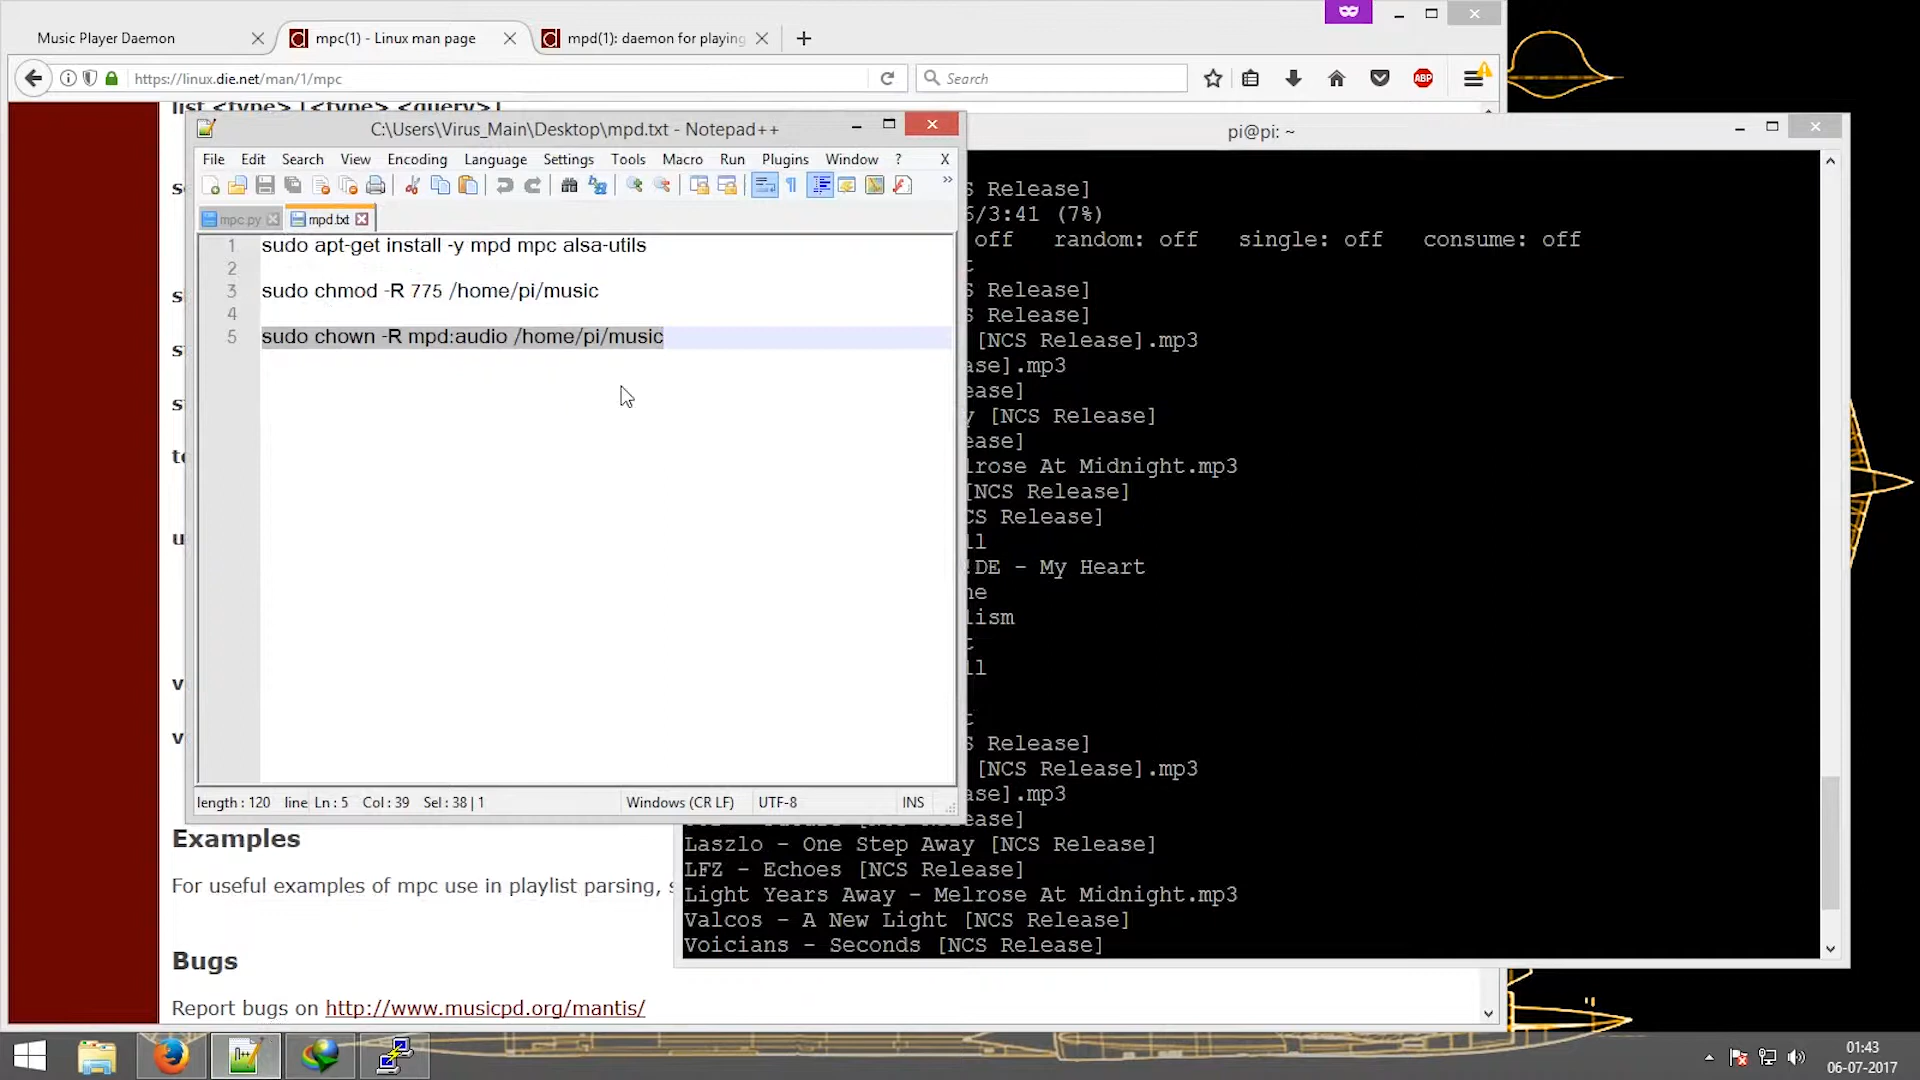 Music Player Daemon
mpc(1) - Linux man page
mpd(1): daemon for playing
https://linux.die.net/man/1/mpc
Search
ABP
list <type> [<type> <query>]
C:\Users\Virus_Main\Desktop\mpd.txt - Notepad++
File Edit Search View Encoding Language Settings Tools Macro Run Plugins Window ? X
mpc.py
mpd.txt
1 sudo apt-get install -y mpd mpc alsa-utils
2
3 sudo chmod -R 775 /home/pi/music
4
5 sudo chown -R mpd:audio /home/pi/music
length : 120 line Ln : 5 Col : 39 Sel : 38 | 1 Windows (CR LF) UTF-8 INS
Examples
For useful examples of mpc use in playlist parsing, s
Bugs
Report bugs on http://www.musicpd.org/mantis/
pi@pi: ~
S Release]
6/3:41 (7%)
off random: off single: off consume: off
t
S Release]
S Release]
[NCS Release].mp3
ase].mp3
ease]
y [NCS Release]
ease]
lrose At Midnight.mp3
[NCS Release]
CS Release]
ll
!DE - My Heart
ne
lism
t
ll
t
S Release]
[NCS Release].mp3
ase].mp3
ease]
Laszlo - One Step Away [NCS Release]
LFZ - Echoes [NCS Release]
Light Years Away - Melrose At Midnight.mp3
Valcos - A New Light [NCS Release]
Voicians - Seconds [NCS Release]
01:43
06-07-2017